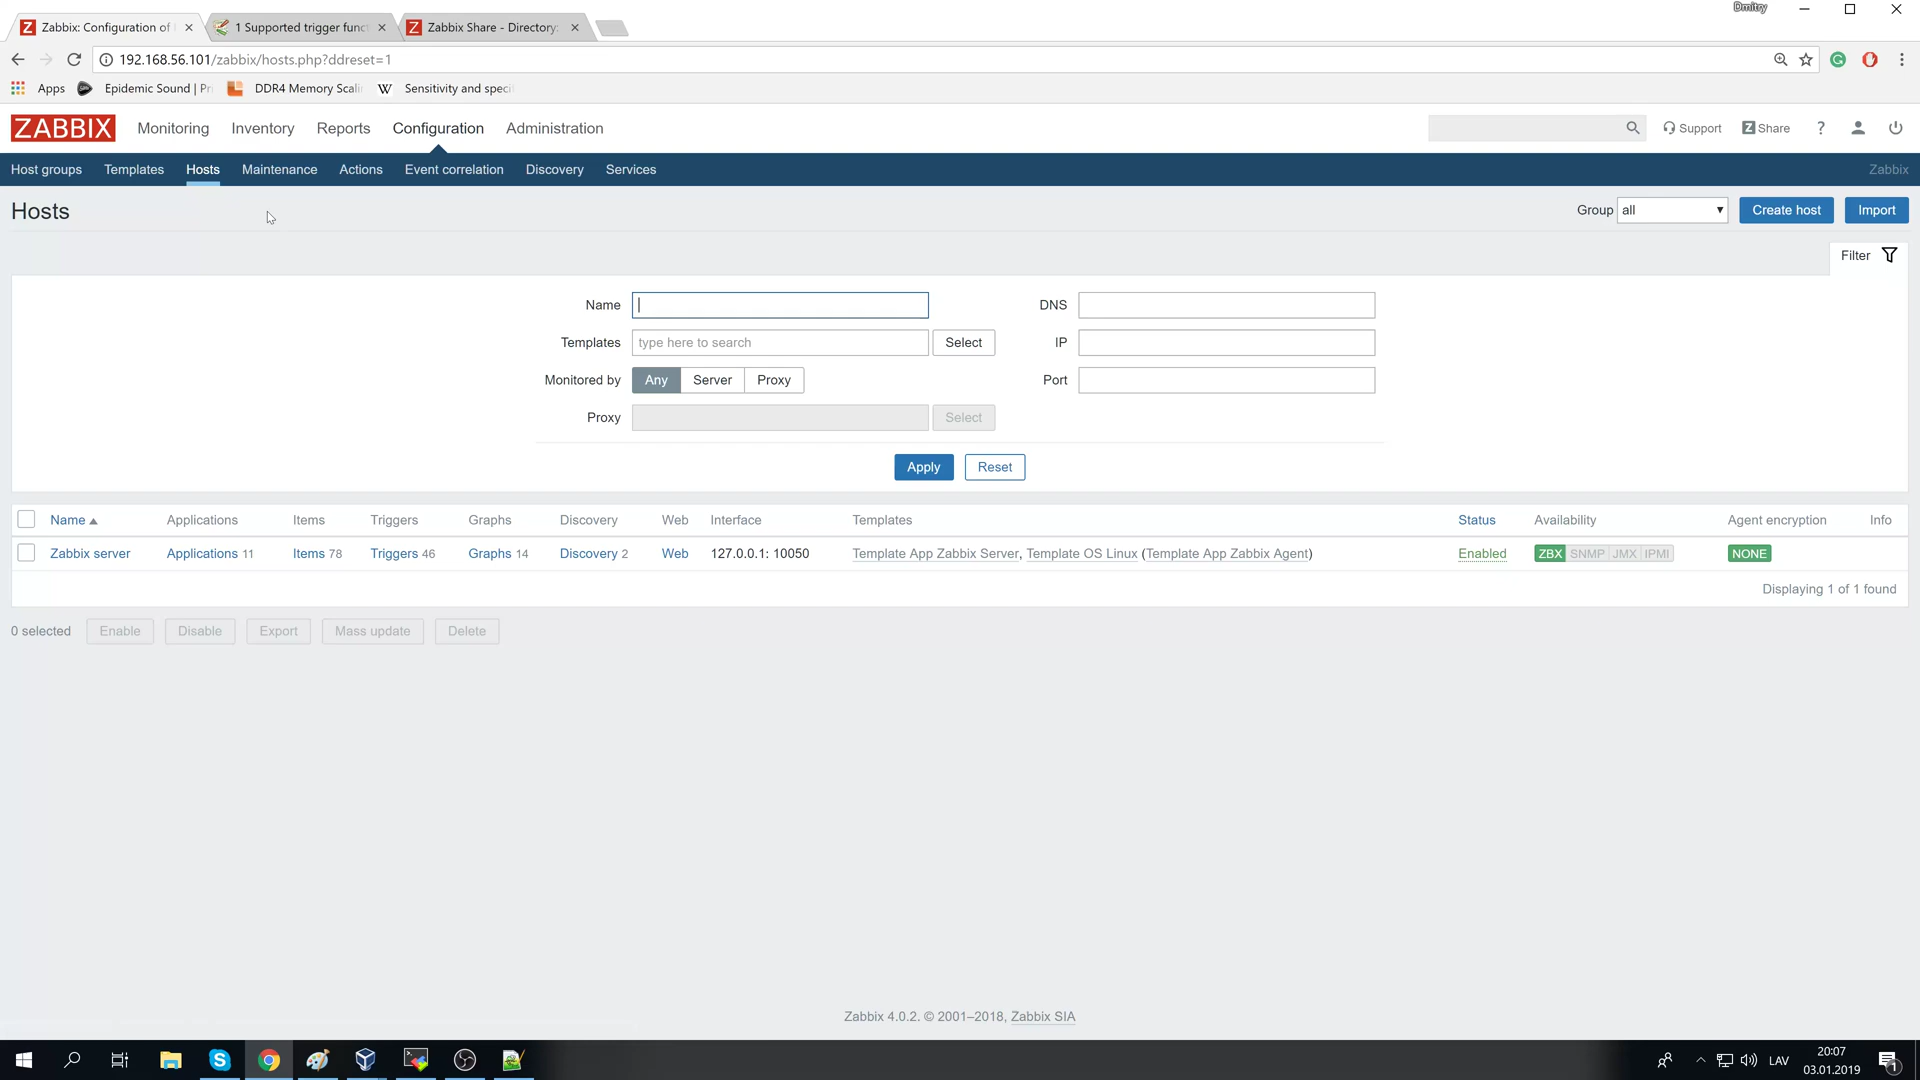 Dmitry
Zabbix: Configuration of
1 Supported trigger funct
Zabbix Share - Directory:
192.168.56.101/zabbix/hosts.php?ddreset=1
Apps
Epidemic Sound | Pr
DDR4 Memory Scali
W Sensitivity and speci
ZABBIX Monitoring Inventory Reports Configuration Administration
Support Z Share ?
Host groups Templates Hosts Maintenance Actions Event correlation Discovery Services Zabbix
Hosts
Group all Create host Import
Filter
Name DNS
Templates type here to search Select IP
Monitored by Any Server Proxy Port
Proxy Select
Apply Reset
Name Applications Items Triggers Graphs Discovery Web Interface Templates Status Availability Agent encryption Info
Zabbix server Applications 11 Items 78 Triggers 46 Graphs 14 Discovery 2 Web 127.0.0.1: 10050 Template App Zabbix Server, Template OS Linux (Template App Zabbix Agent) Enabled ZBX SNMP JMX IPMI NONE
Displaying 1 of 1 found
0 selected Enable Disable Export Mass update Delete
Zabbix 4.0.2. © 2001–2018, Zabbix SIA
LAV
20:07
03.01.2019
1